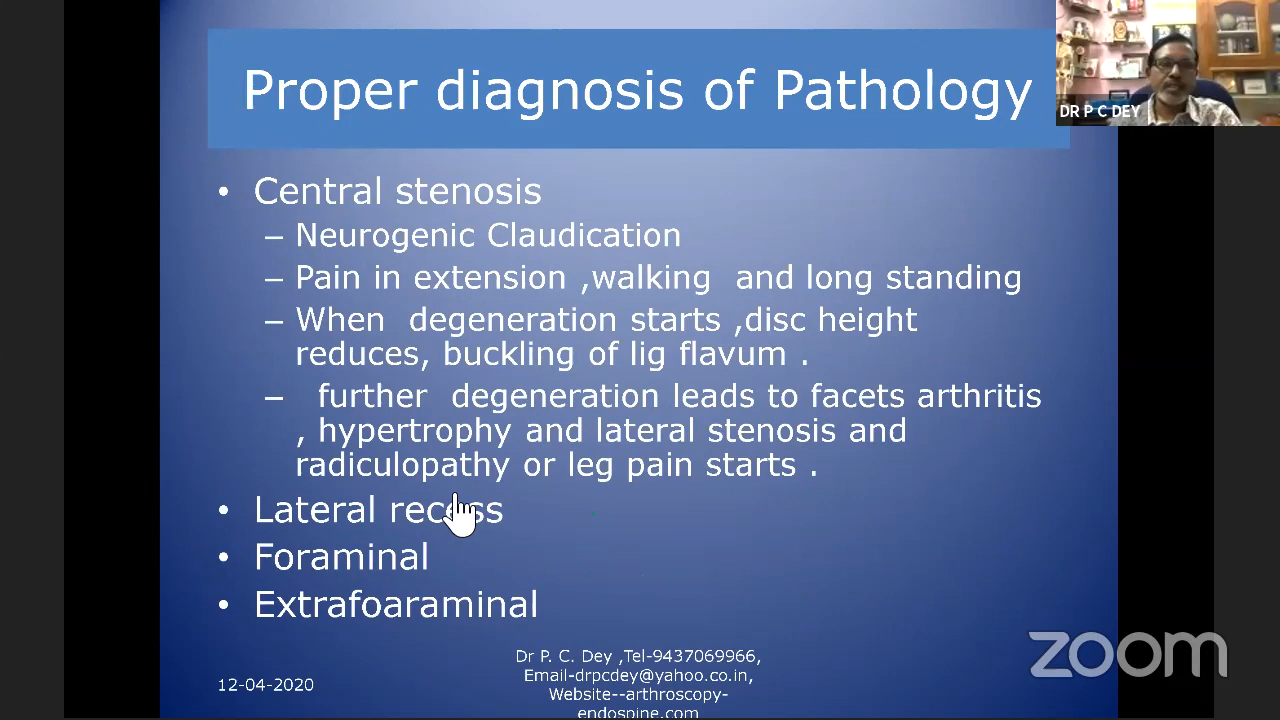 Proper diagnosis of Pathology
DR P C DEY
• Central stenosis
– Neurogenic Claudication
– Pain in extension ,walking and long standing
– When degeneration starts ,disc height
reduces, buckling of lig flavum .
– further degeneration leads to facets arthritis
, hypertrophy and lateral stenosis and
radiculopathy or leg pain starts .
• Lateral recess
• Foraminal
• Extrafoaraminal
12-04-2020
Dr P. C. Dey ,Tel-9437069966,
Email-drpcdey@yahoo.co.in,
Website--arthroscopy-
endospine.com
zoom